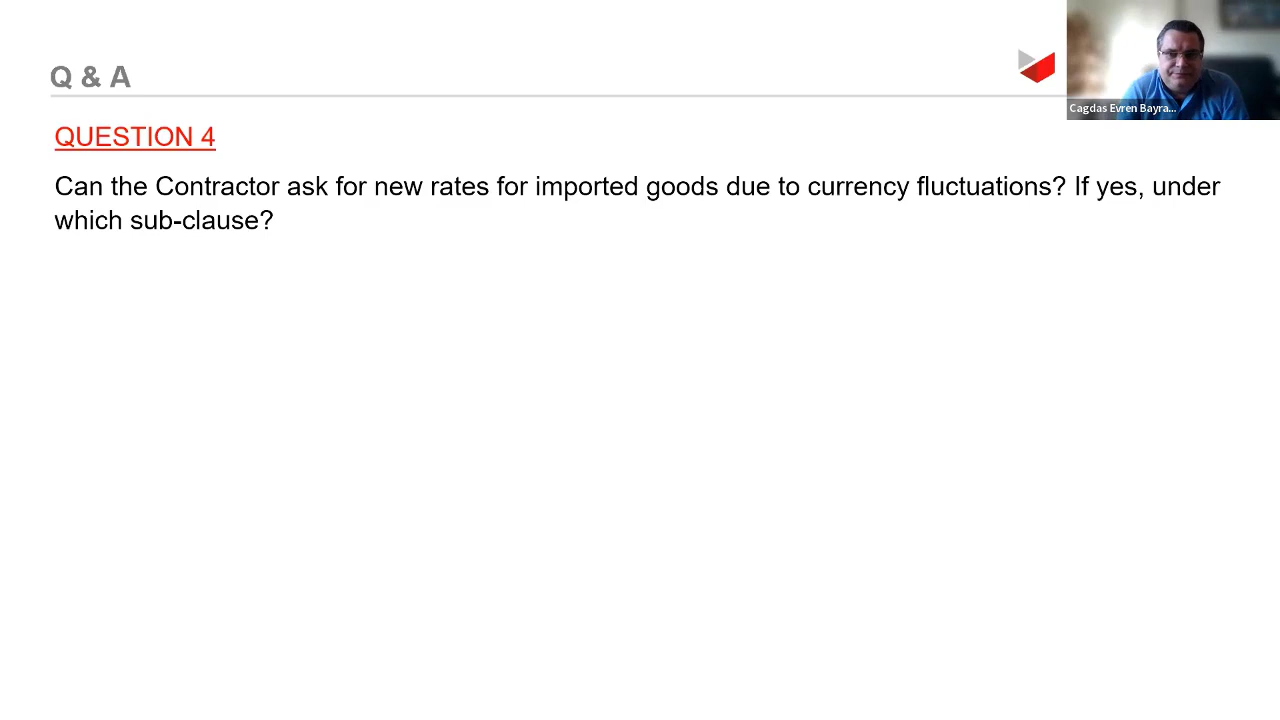 Q & A
Cagdas Evren Bayra...
QUESTION 4
Can the Contractor ask for new rates for imported goods due to currency fluctuations? If yes, under
which sub-clause?